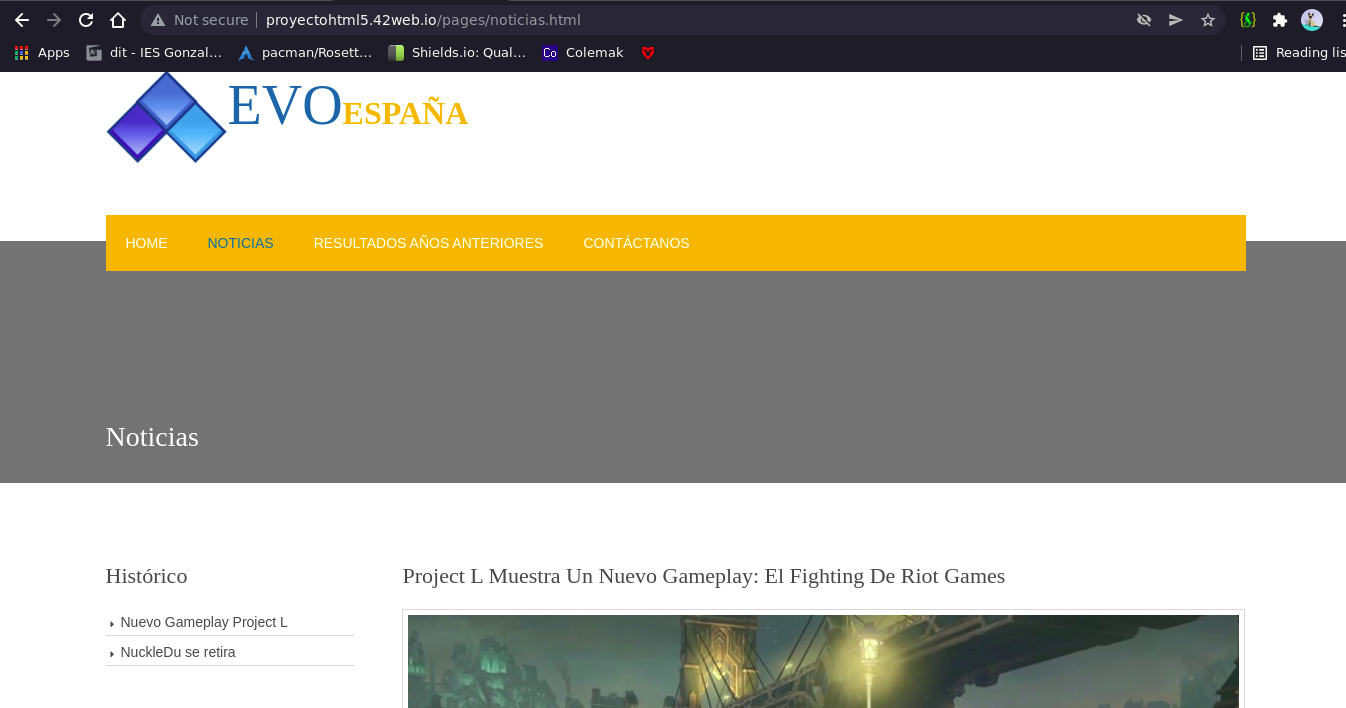 Not secure proyectohtml5.42web.io/pages/noticias.html
Apps dit - IES Gonzal... pacman/Rosett... Shields.io: Qual... Co Colemak Reading lis
EVOESPAÑA
HOME NOTICIAS RESULTADOS AÑOS ANTERIORES CONTÁCTANOS
Noticias
Histórico
Nuevo Gameplay Project L
NuckleDu se retira
Project L Muestra Un Nuevo Gameplay: El Fighting De Riot Games